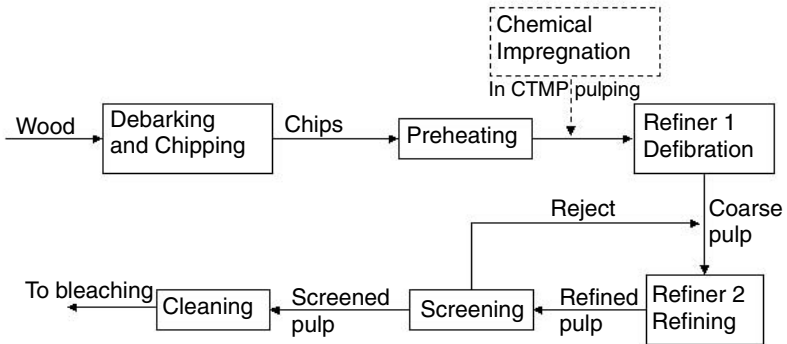 Chemical
Impregnation
In CTMP pulping
Wood
Debarking
and Chipping
Chips
Preheating
Refiner 1
Defibration
Reject
Coarse
pulp
To bleaching
Cleaning
Screened
pulp
Screening
Refined
pulp
Refiner 2
Refining